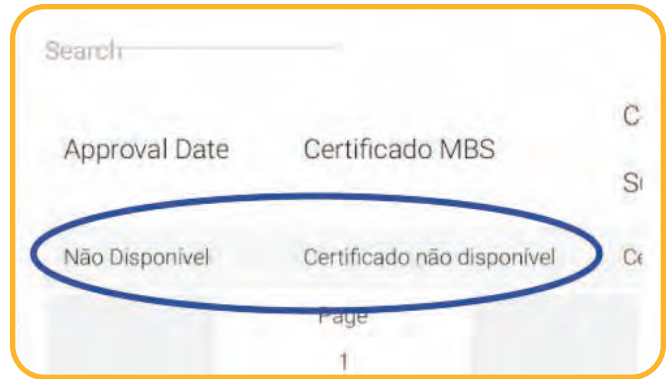 Search
Approval Date Certificado MBS
Não Disponível Certificado não disponível
Page
1